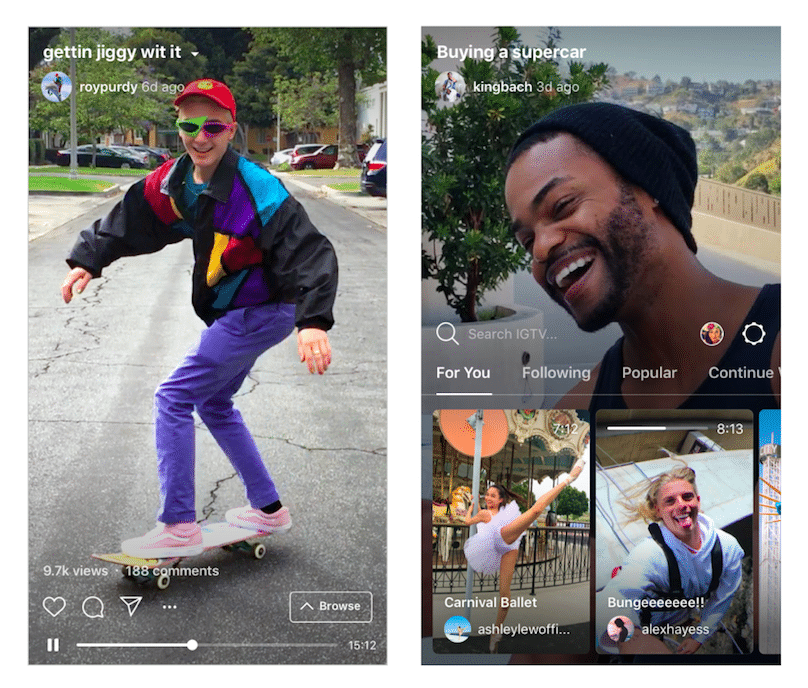 gettin jiggy wit it
roypurdy 6d ago
9.7k views · 188 comments
Browse
15:12
Buying a supercar
kingbach 3d ago
Search IGTV...
For You Following Popular Continue W
7:12
8:13
Carnival Ballet
ashleylewoffi...
Bungeeeeeee!!
alexhayess